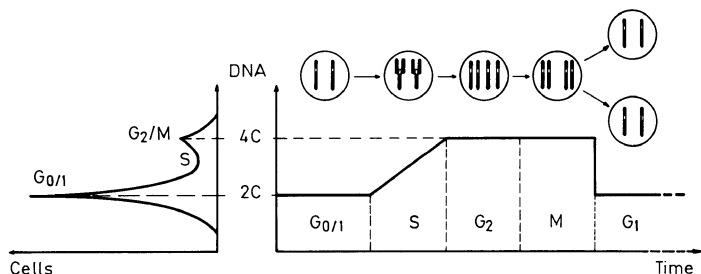 DNA
G2/M
4C
S
G0/1
2C
G0/1 S G2 M G1
Cells
Time